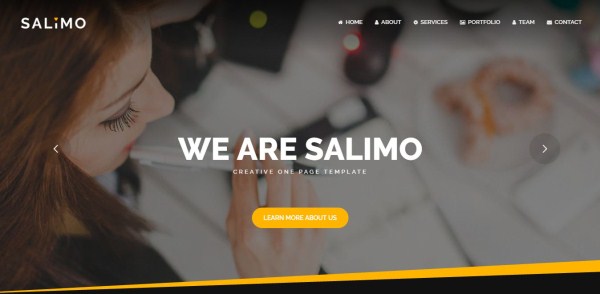 SALIMO
HOME ABOUT SERVICES PORTFOLIO TEAM CONTACT
WE ARE SALIMO
CREATIVE ONE PAGE TEMPLATE
LEARN MORE ABOUT US